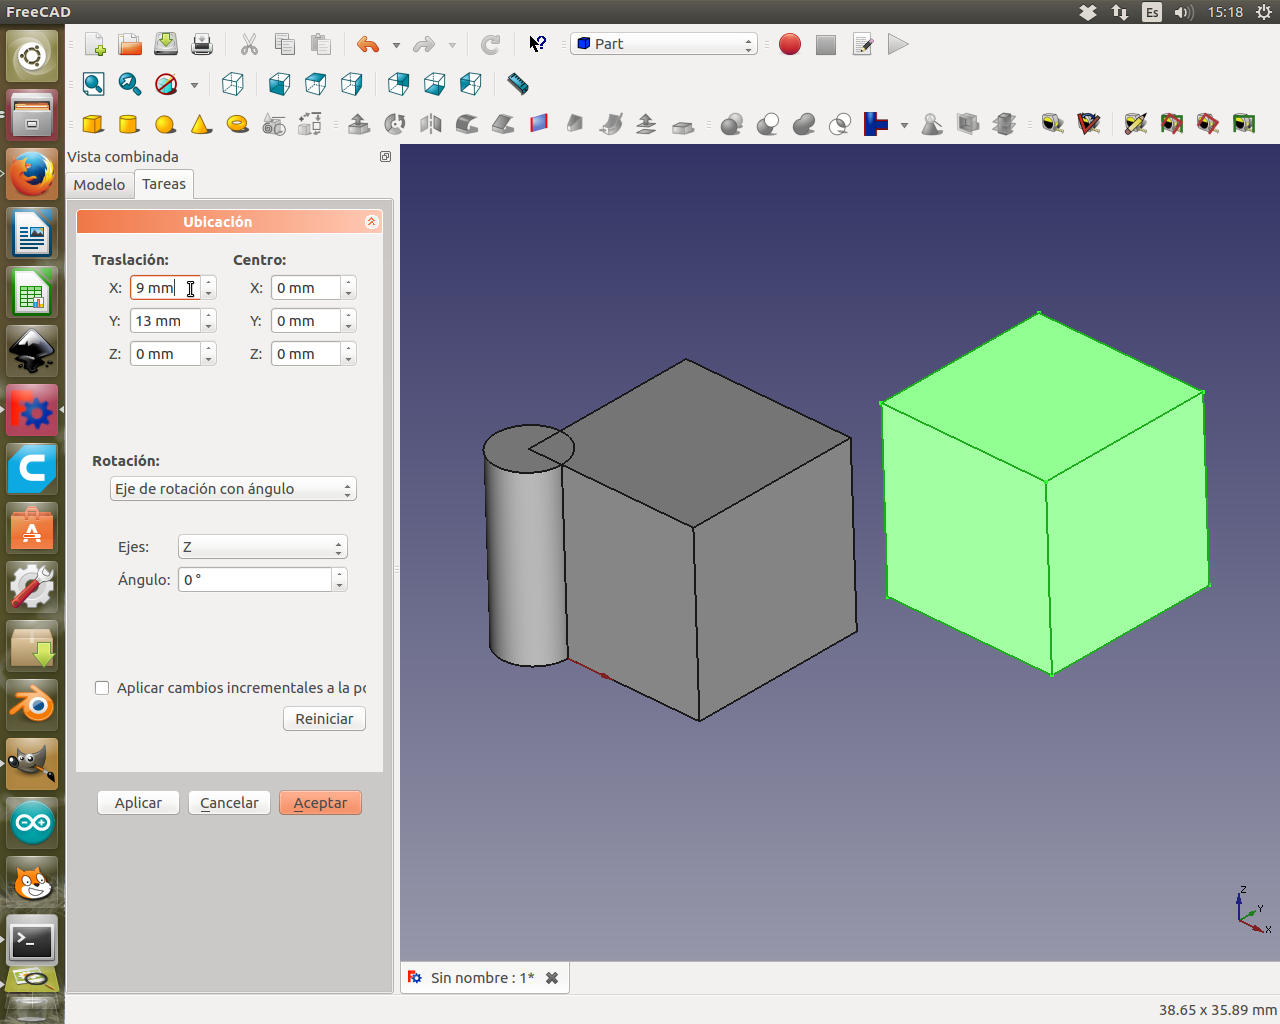 FreeCAD
Es
15:18
Part
Vista combinada
Modelo
Tareas
Ubicación
Traslación:
Centro:
X: 9 mm
X: 0 mm
Y: 13 mm
Y: 0 mm
Z: 0 mm
Z: 0 mm
Rotación:
Eje de rotación con ángulo
Ejes: Z
Ángulo: 0 °
Aplicar cambios incrementales a la po
Reiniciar
Aplicar
Cancelar
Aceptar
Z
Y
X
Sin nombre : 1*
38.65 x 35.89 mm